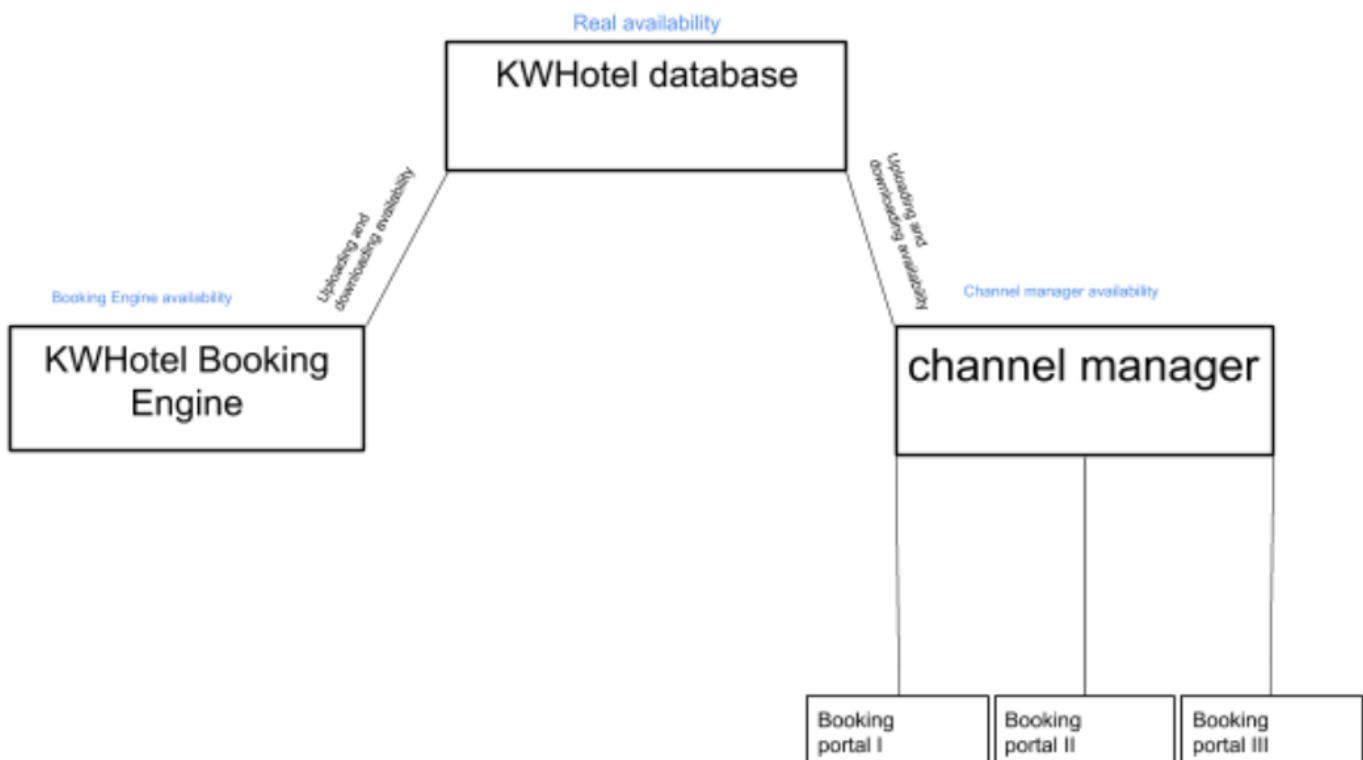 Real availability
KWHotel database
Uploading and
downloading availability
Uploading and
downloading availability
Booking Engine availability
Channel manager availability
KWHotel Booking
Engine
channel manager
Booking
portal I
Booking
portal II
Booking
portal III